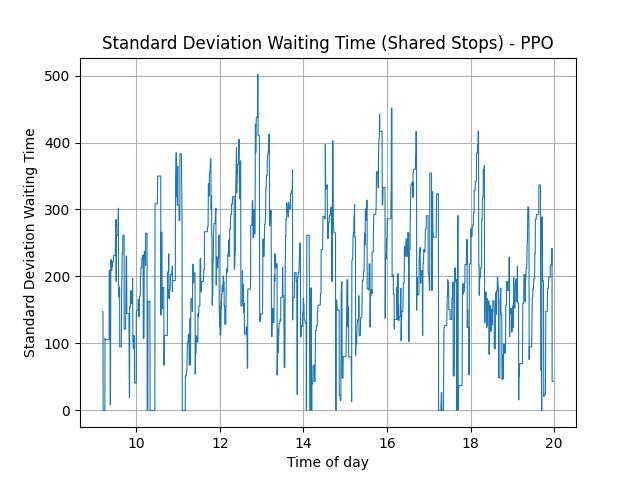 Standard Deviation Waiting Time (Shared Stops) - PPO
Standard Deviation Waiting Time
500
400
300
200
100
0
10 12 14 16 18 20
Time of day